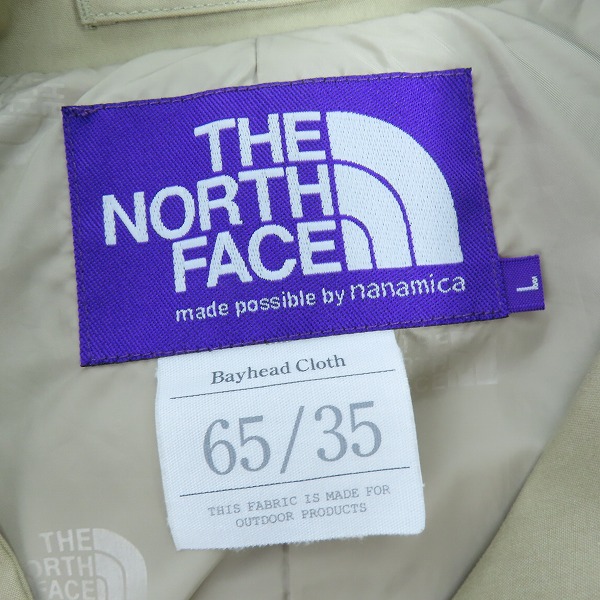 THE
NORTH
FACE
made possible by nanamica
L
Bayhead Cloth
65/35
THIS FABRIC IS MADE FOR
OUTDOOR PRODUCTS
THE
NORTH
FACE